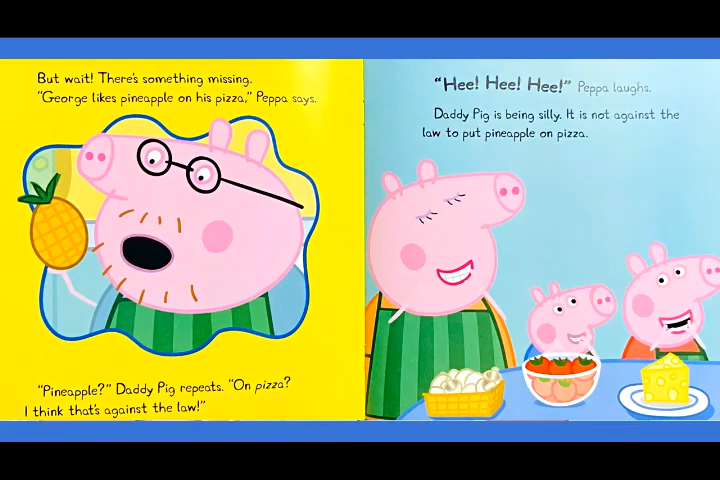 But wait! There's something missing.
"George likes pineapple on his pizza," Peppa says.
"Pineapple?" Daddy Pig repeats. "On pizza?
I think that's against the law!"
"Hee! Hee! Hee!" Peppa laughs.
Daddy Pig is being silly. It is not against the
law to put pineapple on pizza.